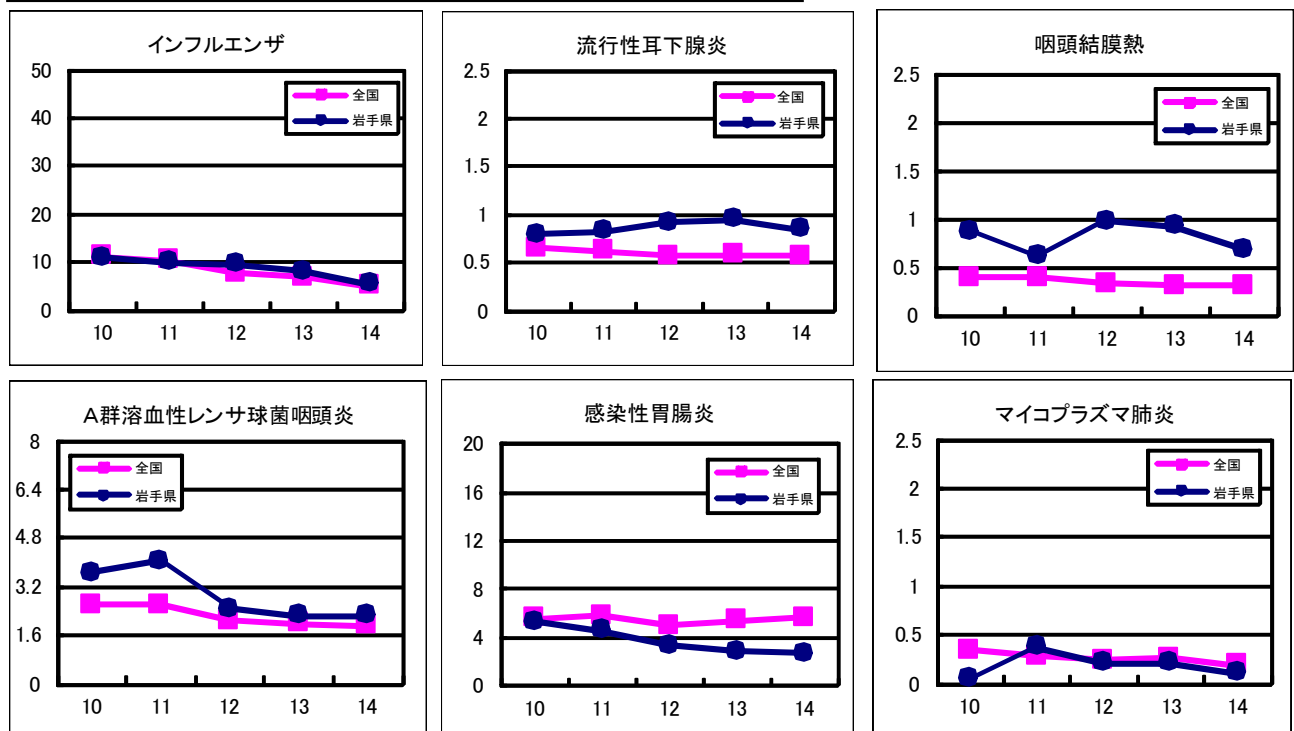 インフルエンザ
50
40
30
20
10
0
10 11 12 13 14
全国
岩手県
流行性耳下腺炎
2.5
2
1.5
1
0.5
0
10 11 12 13 14
全国
岩手県
咽頭結膜熱
2.5
2
1.5
1
0.5
0
10 11 12 13 14
全国
岩手県
A群溶血性レンサ球菌咽頭炎
8
6.4
4.8
3.2
1.6
0
10 11 12 13 14
全国
岩手県
感染性胃腸炎
20
16
12
8
4
0
10 11 12 13 14
全国
岩手県
マイコプラズマ肺炎
2.5
2
1.5
1
0.5
0
10 11 12 13 14
全国
岩手県